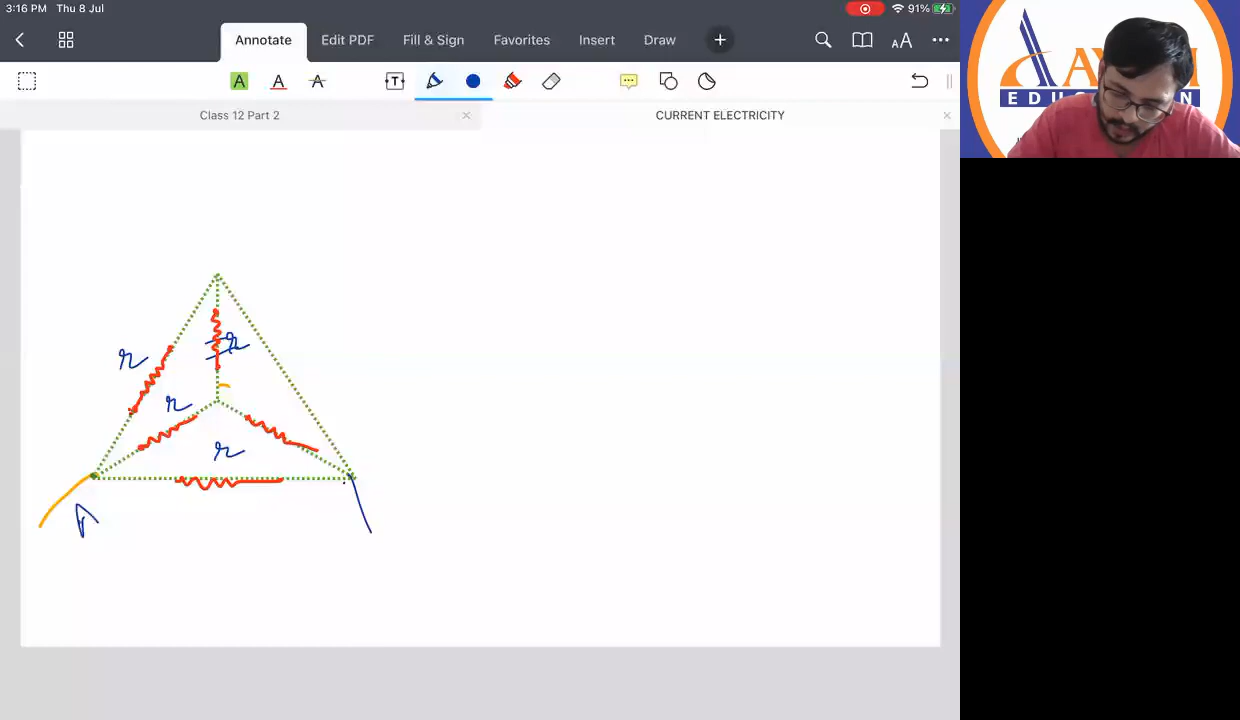 3:16 PM Thu 8 Jul
91%
Annotate Edit PDF Fill & Sign Favorites Insert Draw
Class 12 Part 2
CURRENT ELECTRICITY
r
r
r
r
A